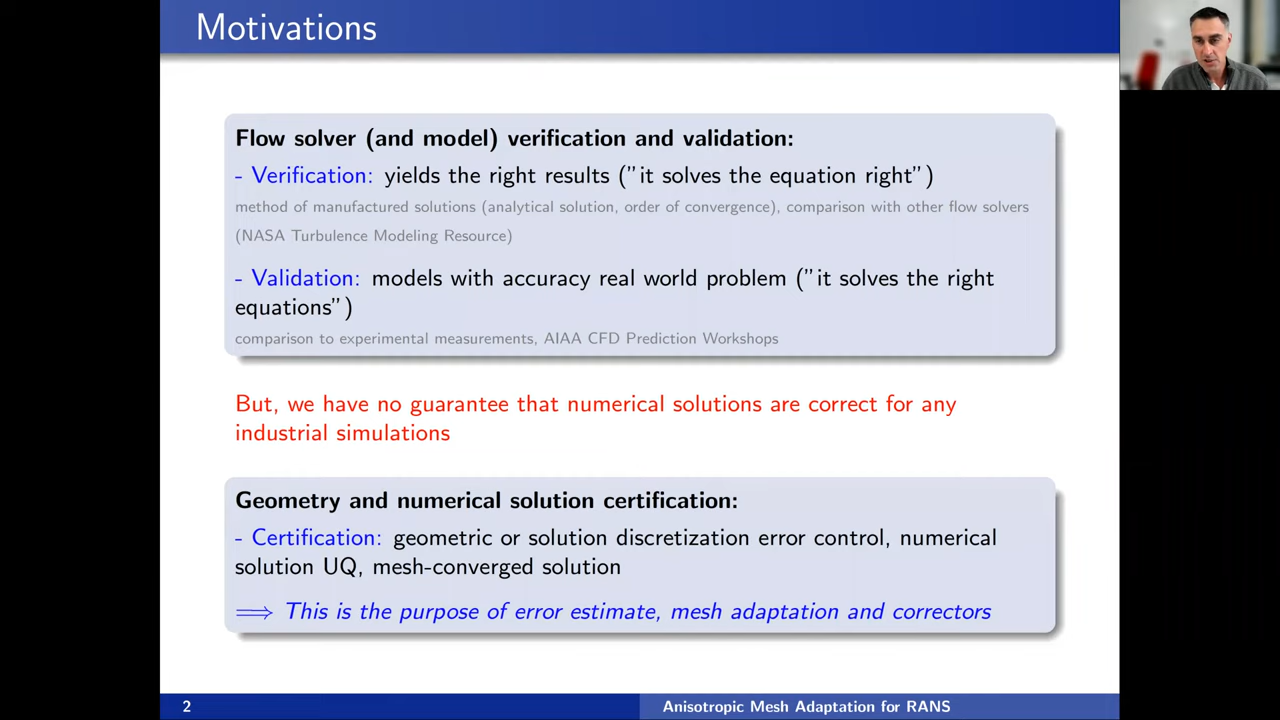 Motivations
Flow solver (and model) verification and validation:
- Verification: yields the right results (”it solves the equation right”)
method of manufactured solutions (analytical solution, order of convergence), comparison with other flow solvers
(NASA Turbulence Modeling Resource)
- Validation: models with accuracy real world problem (”it solves the right
equations”)
comparison to experimental measurements, AIAA CFD Prediction Workshops
But, we have no guarantee that numerical solutions are correct for any
industrial simulations
Geometry and numerical solution certification:
- Certification: geometric or solution discretization error control, numerical
solution UQ, mesh-converged solution
⟹ This is the purpose of error estimate, mesh adaptation and correctors
2
Anisotropic Mesh Adaptation for RANS